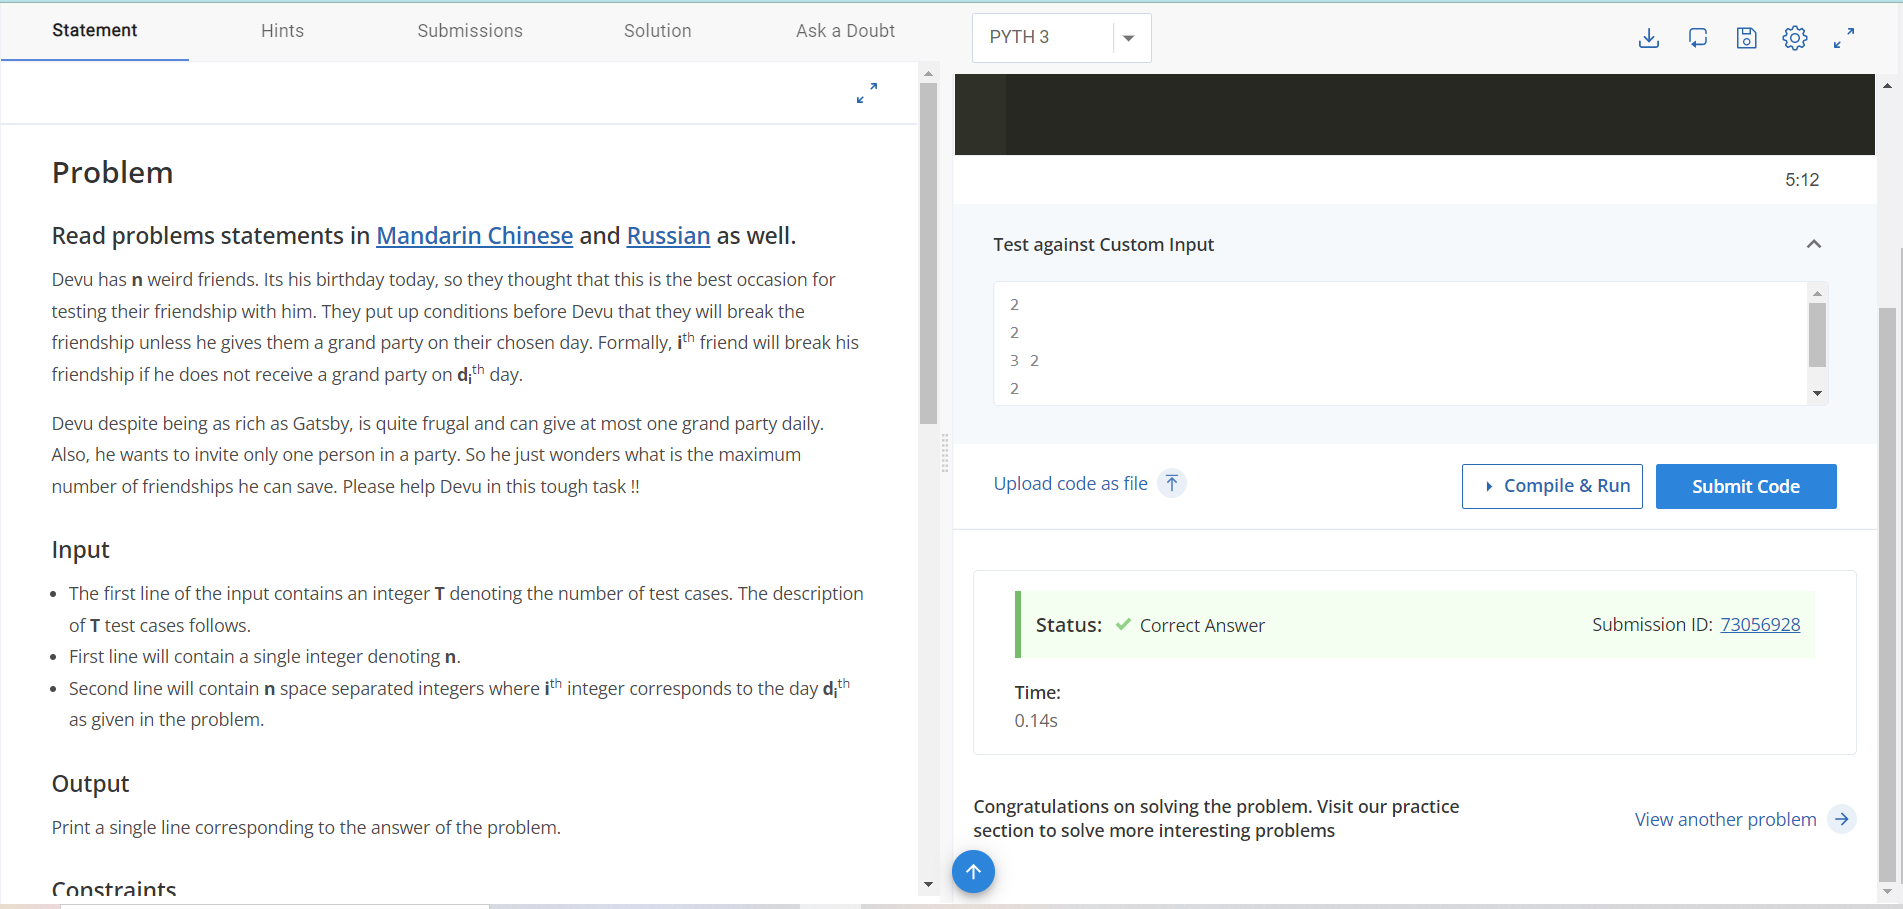 Statement
Hints
Submissions
Solution
Ask a Doubt
PYTH 3
Problem
Read problems statements in Mandarin Chinese and Russian as well.
Devu has n weird friends. Its his birthday today, so they thought that this is the best occasion for
testing their friendship with him. They put up conditions before Devu that they will break the
friendship unless he gives them a grand party on their chosen day. Formally, ith friend will break his
friendship if he does not receive a grand party on dith day.
Devu despite being as rich as Gatsby, is quite frugal and can give at most one grand party daily.
Also, he wants to invite only one person in a party. So he just wonders what is the maximum
number of friendships he can save. Please help Devu in this tough task !!
Input
• The first line of the input contains an integer T denoting the number of test cases. The description
of T test cases follows.
• First line will contain a single integer denoting n.
• Second line will contain n space separated integers where ith integer corresponds to the day dith
as given in the problem.
Output
Print a single line corresponding to the answer of the problem.
Constraints
5:12
Test against Custom Input
2
2
3 2
2
Upload code as file
Compile & Run
Submit Code
Status: ✓ Correct Answer
Submission ID: 73056928
Time:
0.14s
Congratulations on solving the problem. Visit our practice
section to solve more interesting problems
View another problem